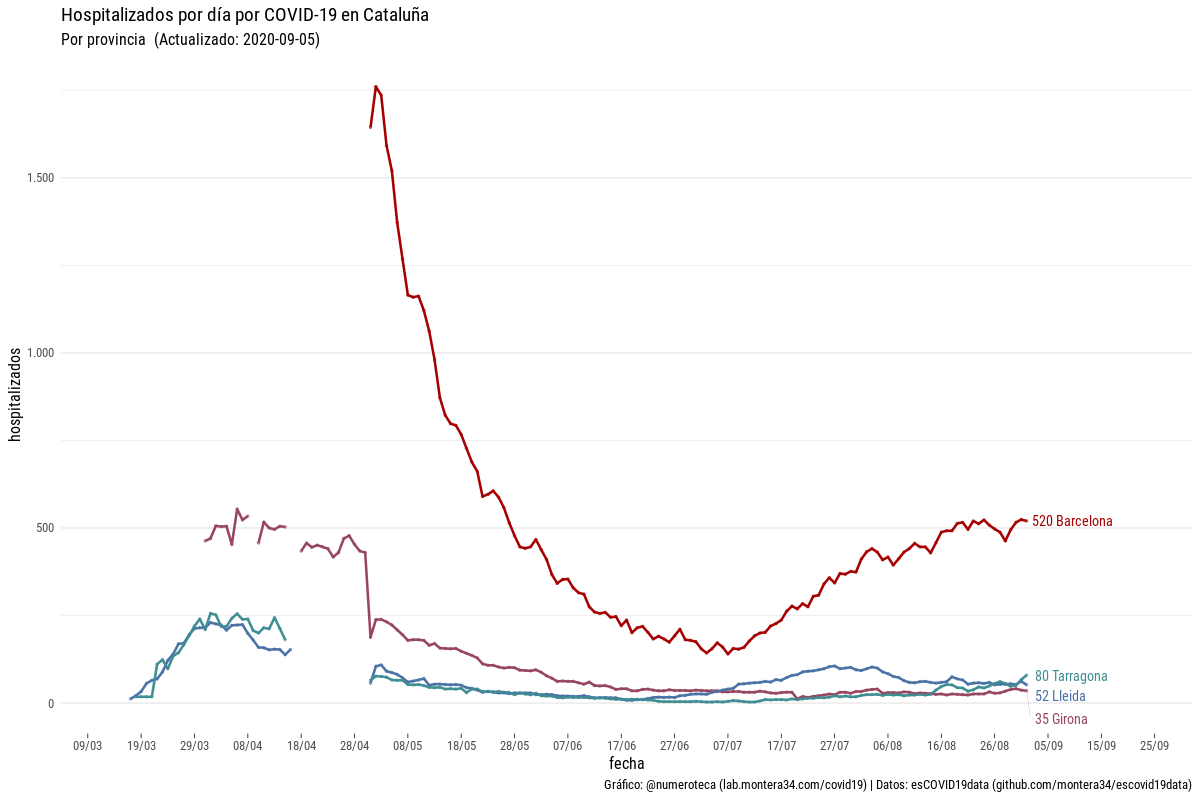 Hospitalizados por día por COVID-19 en Cataluña
Por provincia (Actualizado: 2020-09-05)
hospitalizados
1.500
1.000
500
0
520 Barcelona
80 Tarragona
52 Lleida
35 Girona
09/03 19/03 29/03 08/04 18/04 28/04 08/05 18/05 28/05 07/06 17/06 27/06 07/07 17/07 27/07 06/08 16/08 26/08 05/09 15/09 25/09
fecha
Gráfico: @numeroteca (lab.montera34.com/covid19) | Datos: esCOVID19data (github.com/montera34/escovid19data)